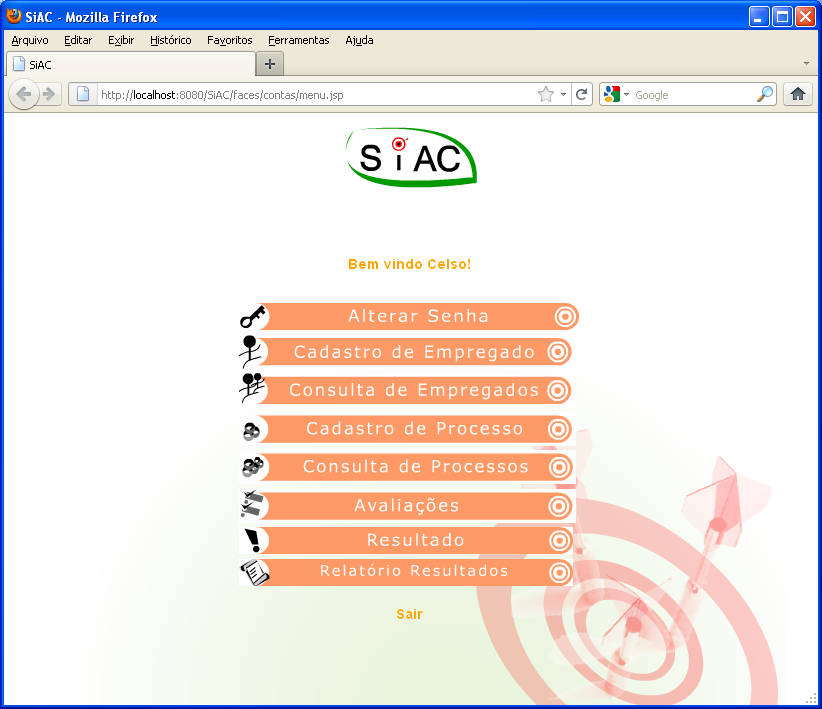 SiAC - Mozilla Firefox
Arquivo Editar Exibir Histórico Favoritos Ferramentas Ajuda
SiAC
http://localhost:8080/SiAC/faces/contas/menu.jsp Google
SiAC
Bem vindo Celso!
Alterar Senha
Cadastro de Empregado
Consulta de Empregados
Cadastro de Processo
Consulta de Processos
Avaliações
Resultado
Relatório Resultados
Sair